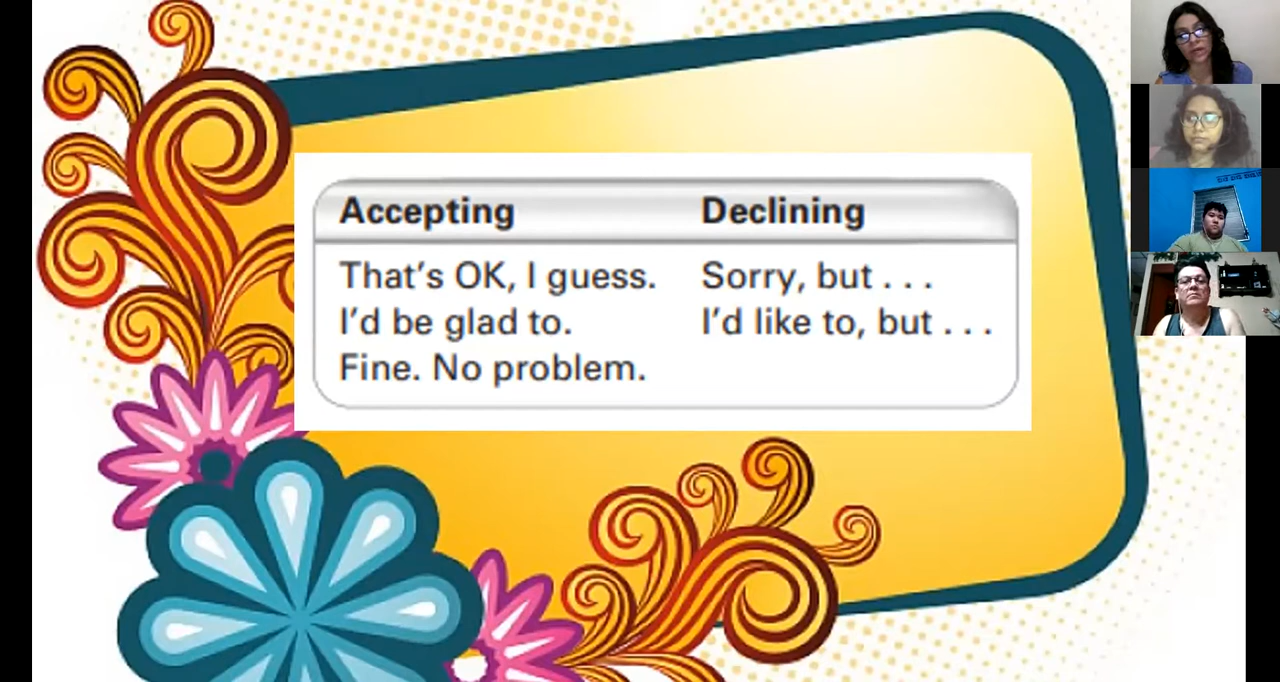 Accepting Declining
That's OK, I guess. Sorry, but . . .
I'd be glad to. I'd like to, but . . .
Fine. No problem.